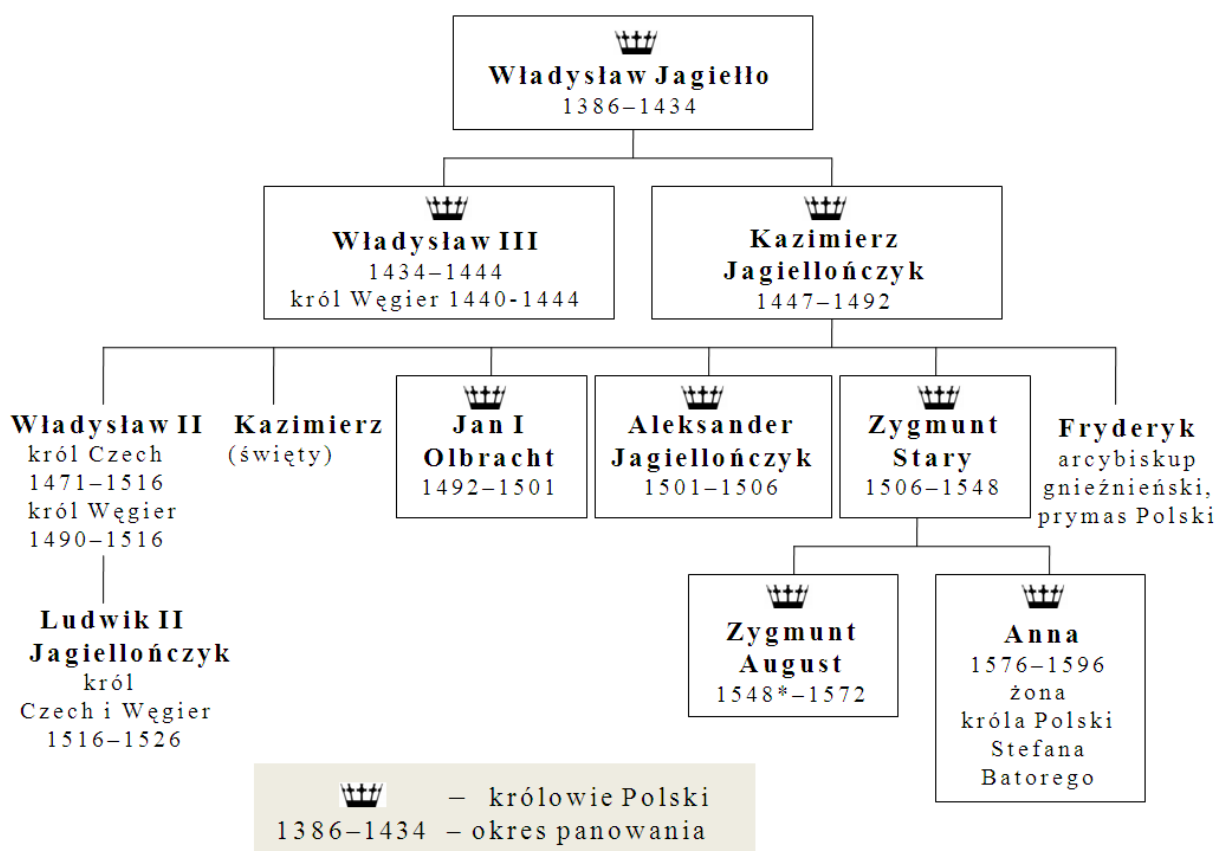 Władysław Jagiełło
1386–1434
Władysław III
1434–1444
król Węgier 1440-1444
Kazimierz
Jagiellończyk
1447–1492
Władysław II
król Czech
1471–1516
król Węgier
1490–1516
Kazimierz
(święty)
Jan I
Olbracht
1492–1501
Aleksander
Jagiellończyk
1501–1506
Zygmunt
Stary
1506–1548
Fryderyk
arcybiskup
gnieźnieński,
prymas Polski
Ludwik II
Jagiellończyk
król
Czech i Węgier
1516–1526
Zygmunt
August
1548*–1572
Anna
1576–1596
żona
króla Polski
Stefana
Batorego
– królowie Polski
1386–1434 – okres panowania